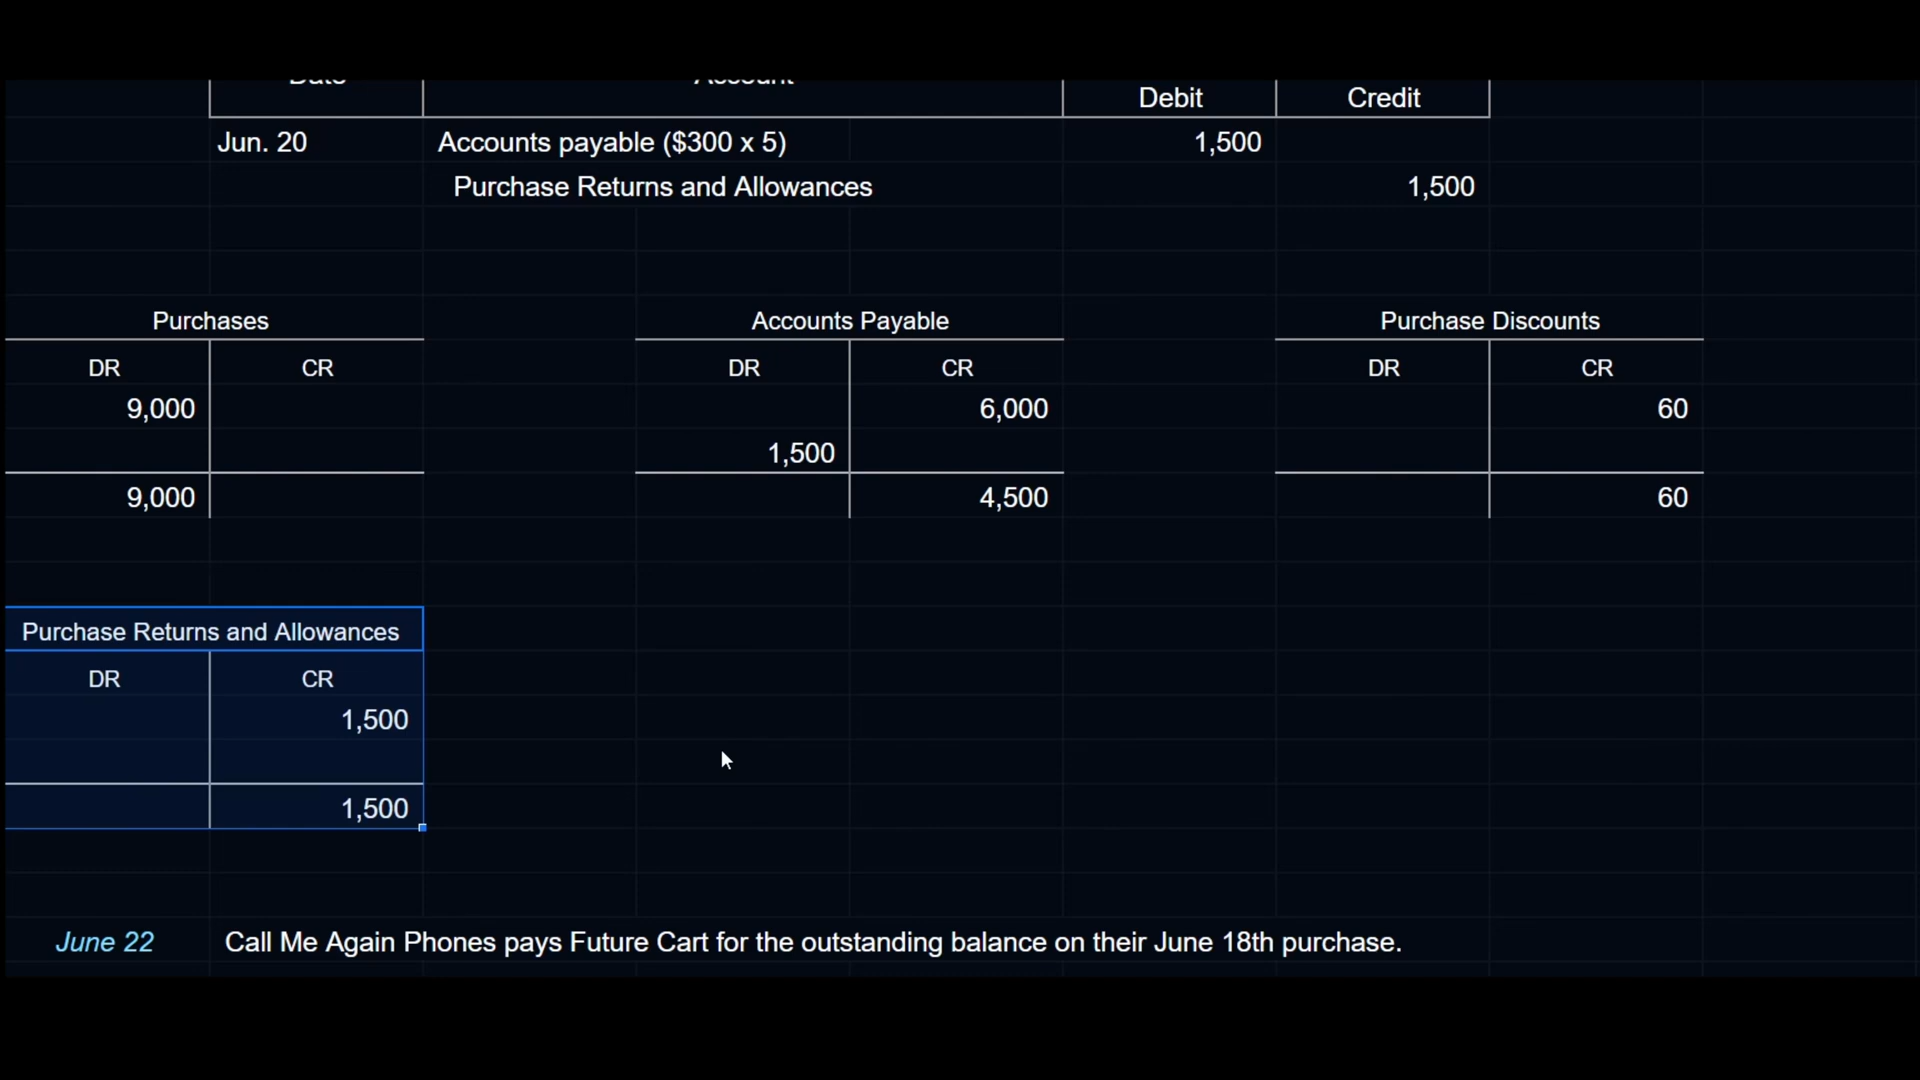 Date Account
Debit Credit
Jun. 20 Accounts payable ($300 x 5) 1,500
Purchase Returns and Allowances 1,500
Purchases Accounts Payable Purchase Discounts
DR CR DR CR DR CR
9,000 6,000 60
1,500
9,000 4,500 60
Purchase Returns and Allowances
DR CR
1,500
1,500
June 22 Call Me Again Phones pays Future Cart for the outstanding balance on their June 18th purchase.